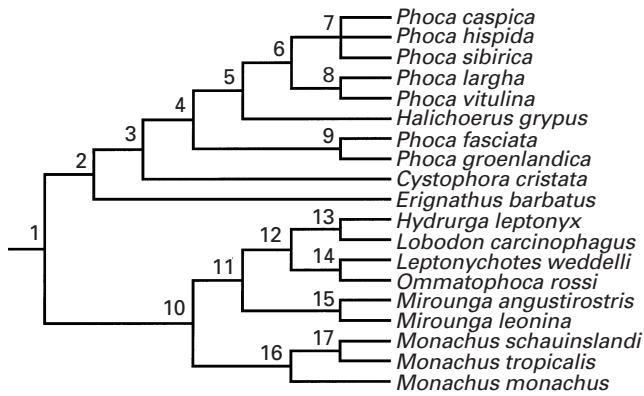 7 Phoca caspica
Phoca hispida
6 Phoca sibirica
8 Phoca largha
5 Phoca vitulina
4 Halichoerus grypus
9 Phoca fasciata
3 Phoca groenlandica
2 Cystophora cristata
Erignathus barbatus
13 Hydrurga leptonyx
1 12 Lobodon carcinophagus
14 Leptonychotes weddelli
11 Ommatophoca rossi
10 15 Mirounga angustirostris
Mirounga leonina
17 Monachus schauinslandi
16 Monachus tropicalis
Monachus monachus